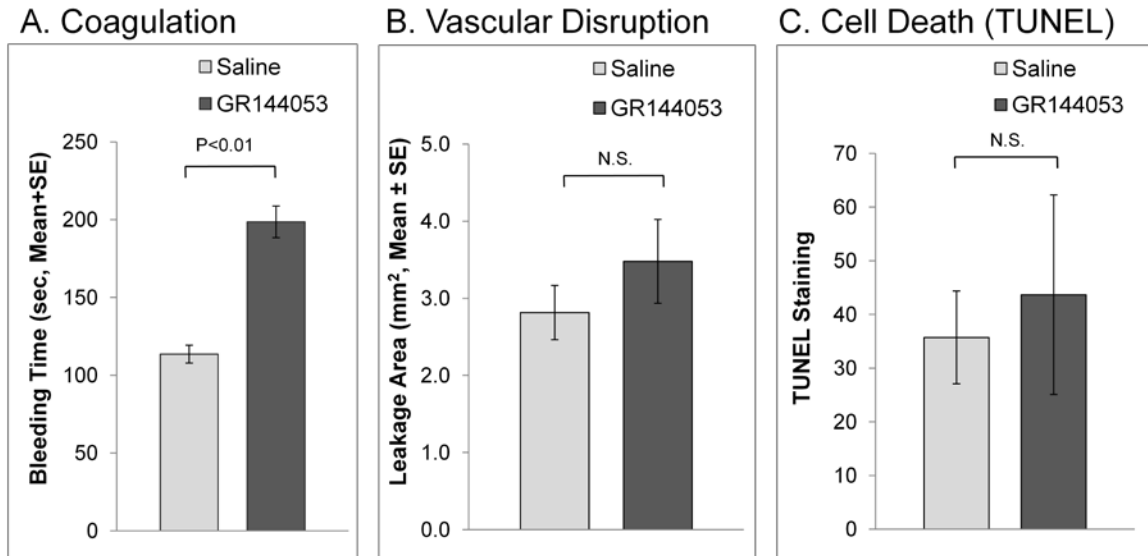 A. Coagulation
Saline
GR144053
P<0.01
Bleeding Time (sec, Mean+SE)
250
200
150
100
50
0
B. Vascular Disruption
Saline
GR144053
N.S.
Leakage Area (mm², Mean ± SE)
5.0
4.0
3.0
2.0
1.0
0.0
C. Cell Death (TUNEL)
Saline
GR144053
N.S.
TUNEL Staining
70
60
50
40
30
20
10
0